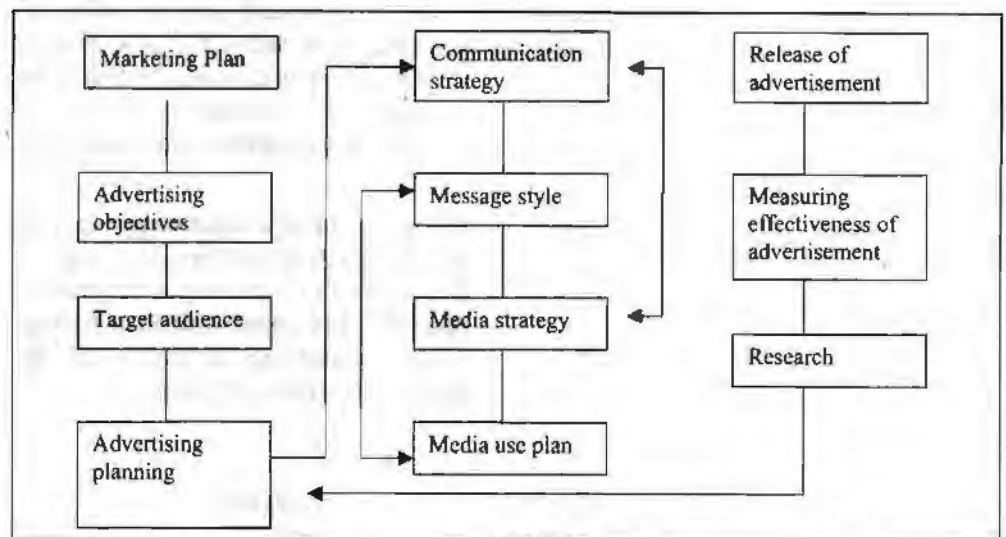 Marketing Plan
Advertising
objectives
Target audience
Advertising
planning
Communication
strategy
Message style
Media strategy
Media use plan
Release of
advertisement
Measuring
effectiveness of
advertisement
Research